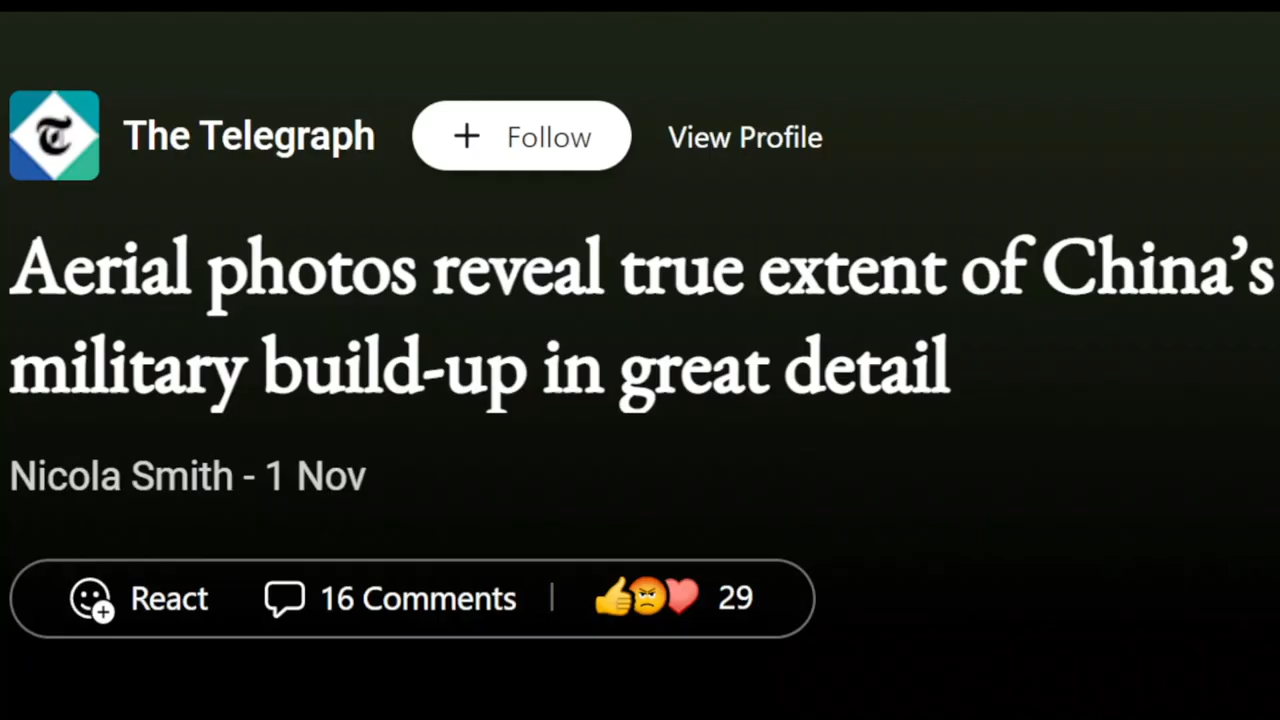 The Telegraph + Follow View Profile
Aerial photos reveal true extent of China’s
military build-up in great detail
Nicola Smith - 1 Nov
React 16 Comments | 29